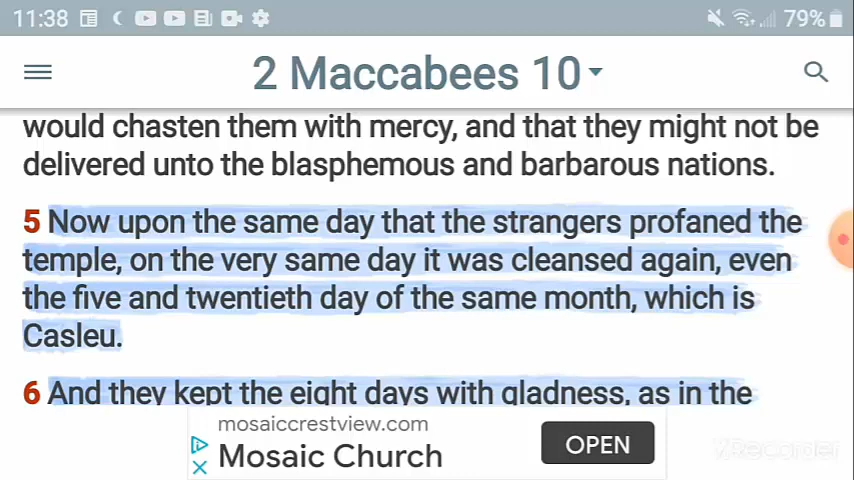 11:38
79%
2 Maccabees 10
would chasten them with mercy, and that they might not be
delivered unto the blasphemous and barbarous nations.
5 Now upon the same day that the strangers profaned the
temple, on the very same day it was cleansed again, even
the five and twentieth day of the same month, which is
Casleu.
6 And they kept the eight days with gladness, as in the
mosaiccrestview.com
Mosaic Church
OPEN
XRecorder